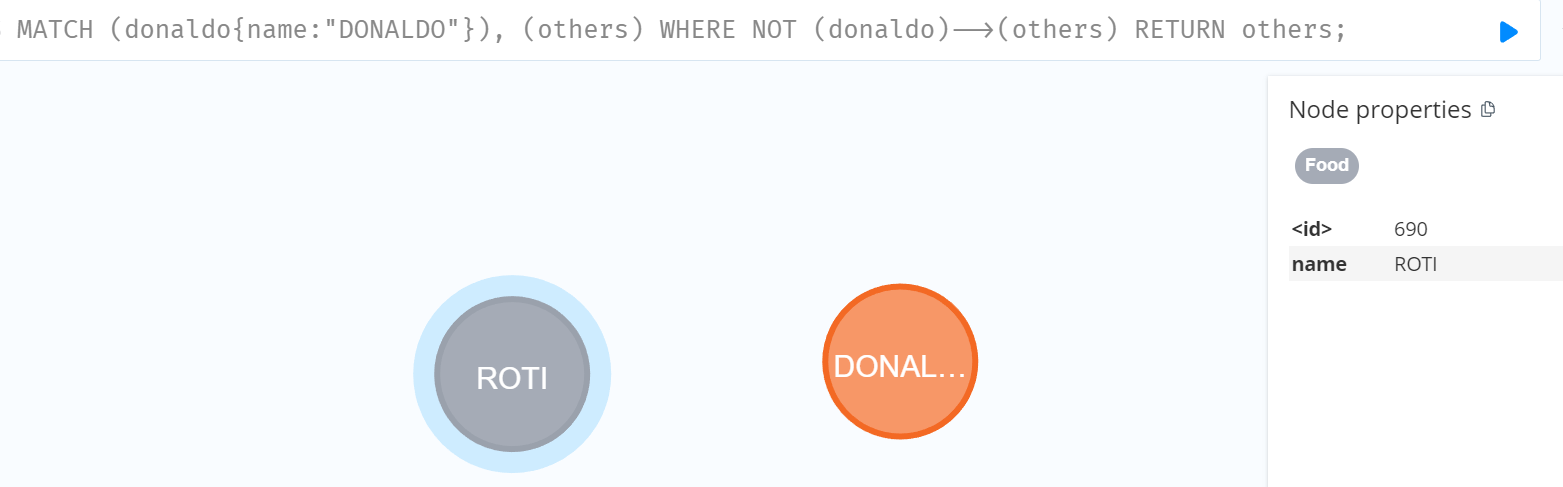 MATCH (donaldo{name:"DONALDO"}), (others) WHERE NOT (donaldo)-->(others) RETURN others;
Node properties
Food
<id> 690
name ROTI
ROTI
DONAL...